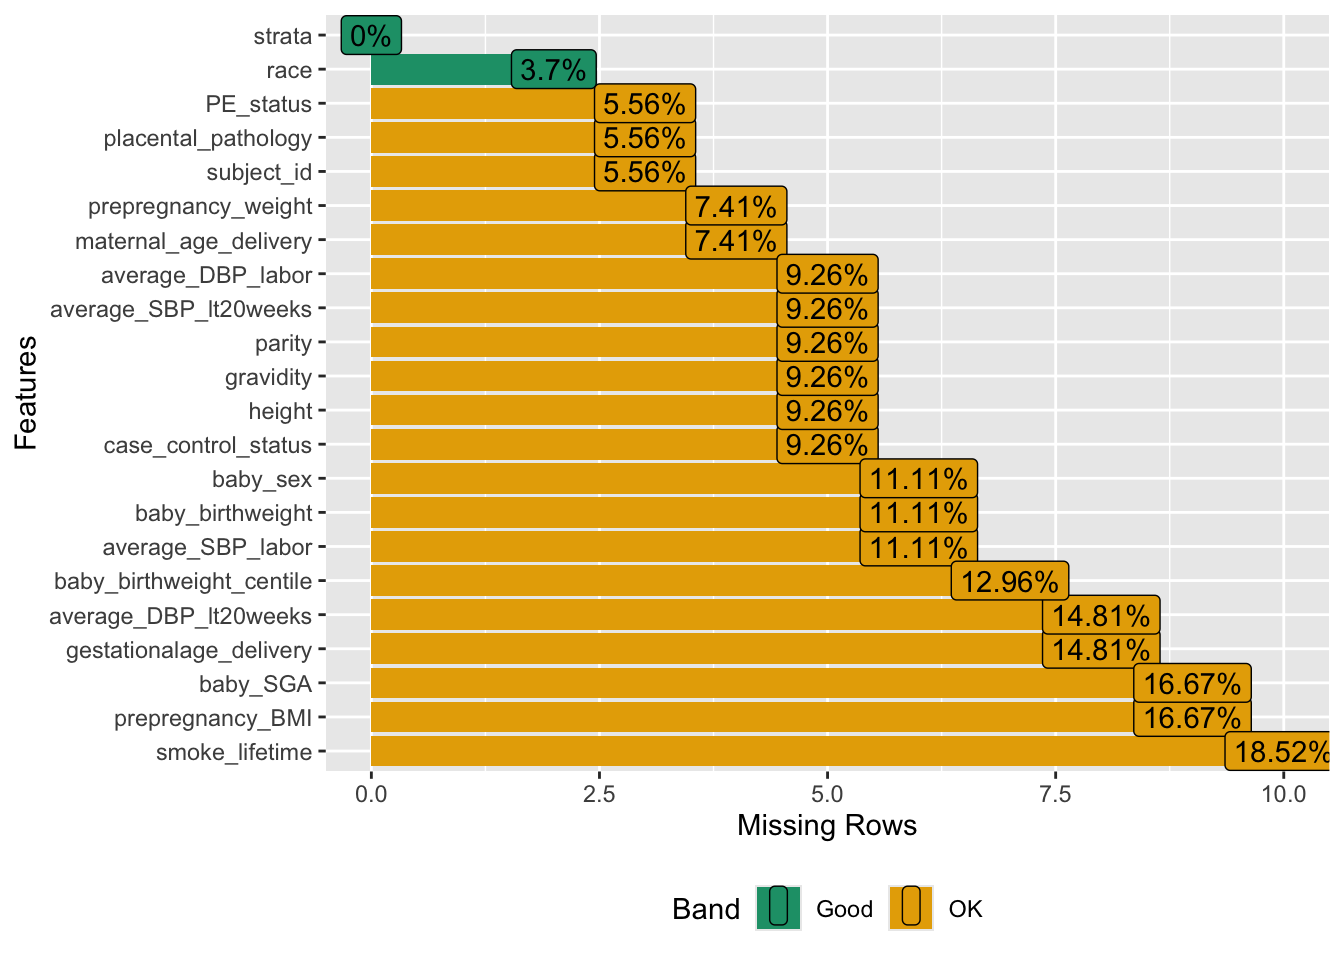 strata 0%
race 3.7%
PE_status 5.56%
placental_pathology 5.56%
subject_id 5.56%
prepregnancy_weight 7.41%
maternal_age_delivery 7.41%
average_DBP_labor 9.26%
average_SBP_lt20weeks 9.26%
parity 9.26%
gravidity 9.26%
height 9.26%
case_control_status 9.26%
baby_sex 11.11%
baby_birthweight 11.11%
average_SBP_labor 11.11%
baby_birthweight_centile 12.96%
average_DBP_lt20weeks 14.81%
gestationalage_delivery 14.81%
baby_SGA 16.67%
prepregnancy_BMI 16.67%
smoke_lifetime 18.52%
Features
0.0 2.5 5.0 7.5 10.0
Missing Rows
Band Good OK